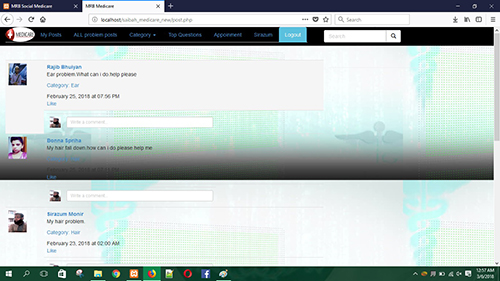 MRB Social Medicare
MRB Medicare
localhost/sabah_medicare_new/post.php
Search
MEDICARE
My Posts
ALL problem posts
Category
Top Questions
Appoinment
Sirazum
Logout
Search
Rajib Bhuiyan
Ear problem.What can i do.help please
Category: Ear
February 25, 2018 at 07:56 PM
Like
Write a comment...
My hair fall down.how can i do.please help me.
Like
Write a comment...
Sirazum Monir
My hair problem.
Category: Hair
February 23, 2018 at 02:00 AM
Like
12:57 AM
3/6/2018